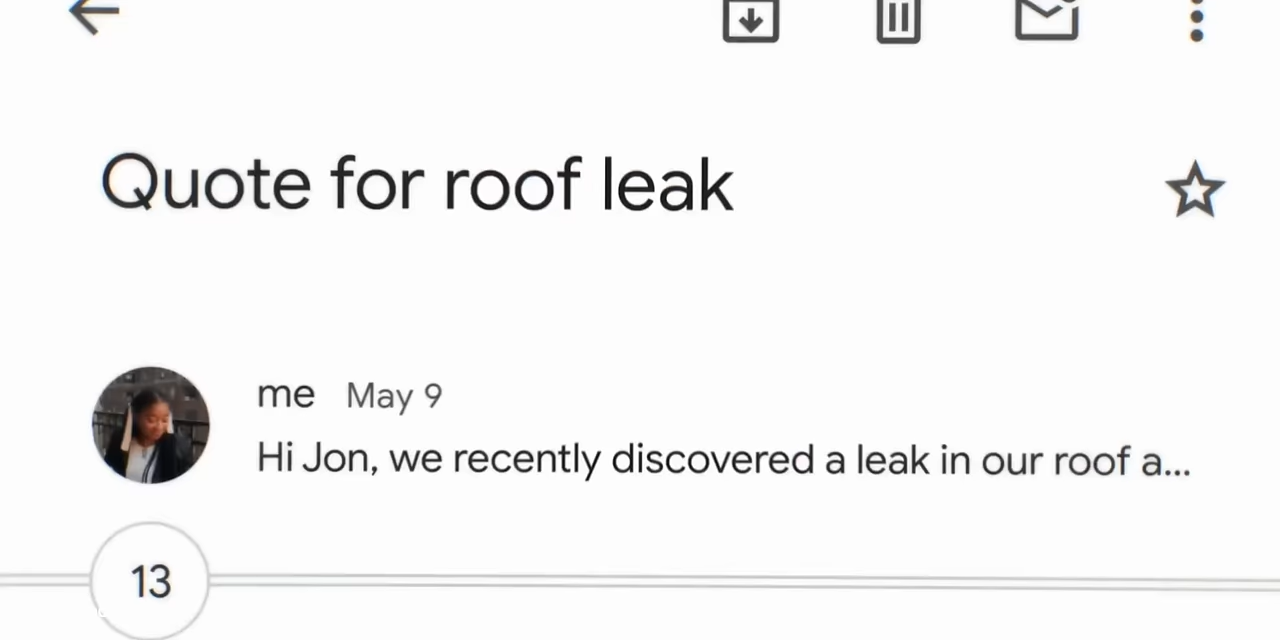 Quote for roof leak
me May 9
Hi Jon, we recently discovered a leak in our roof a...
13